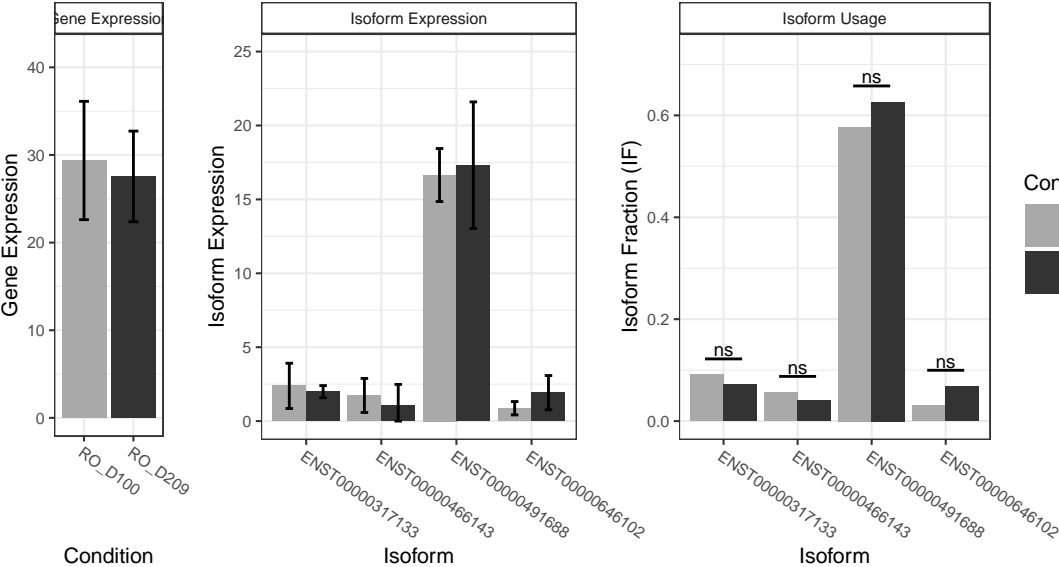 Gene Expression
Isoform Expression
Isoform Usage
Gene Expression
40
30
20
10
0
RO_D100
RO_D209
Condition
Isoform Expression
25
20
15
10
5
0
ENST00000317133
ENST00000466143
ENST00000491688
ENST00000646102
Isoform
Isoform Fraction (IF)
0.6
0.4
0.2
0.0
ns
ns
ns
ns
ENST00000317133
ENST00000466143
ENST00000491688
ENST00000646102
Isoform
Con